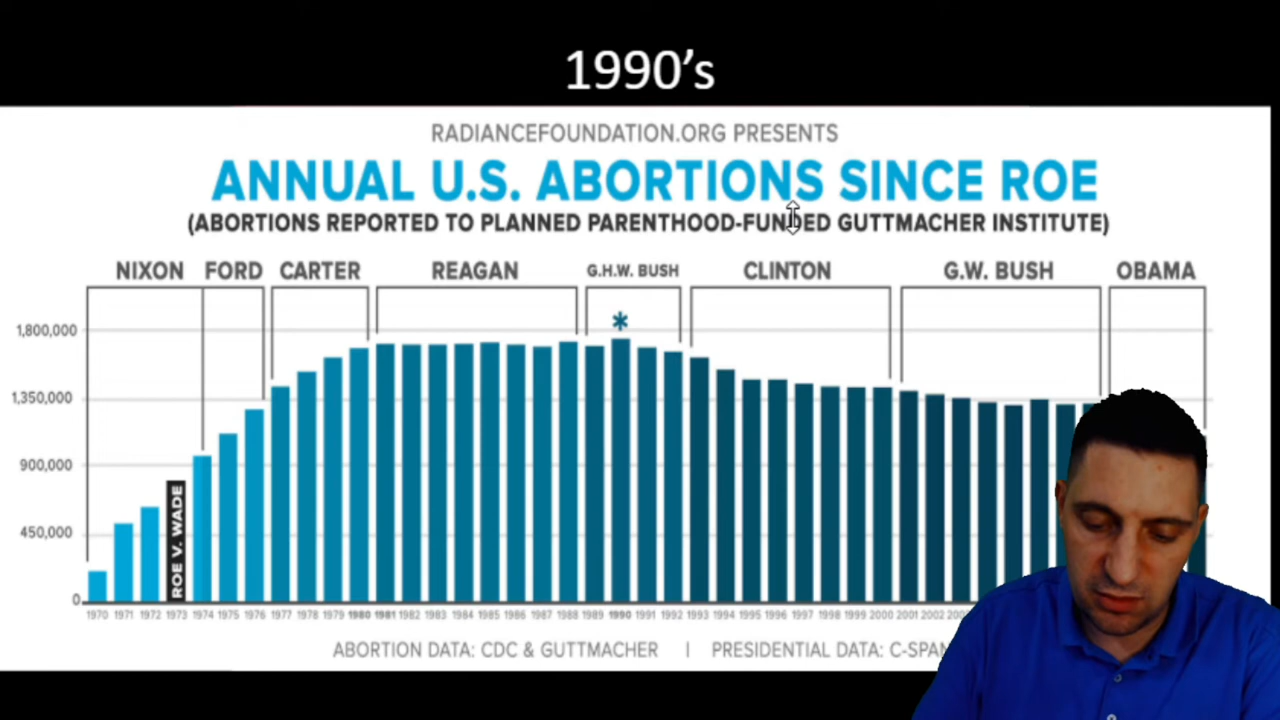 1990's
RADIANCEFOUNDATION.ORG PRESENTS
ANNUAL U.S. ABORTIONS SINCE ROE
(ABORTIONS REPORTED TO PLANNED PARENTHOOD-FUNDED GUTTMACHER INSTITUTE)
NIXON FORD CARTER REAGAN G.H.W. BUSH CLINTON G.W. BUSH OBAMA
*
1,800,000
1,350,000
900,000
450,000
0
ROE V. WADE
1970 1971 1972 1973 1974 1975 1976 1977 1978 1979 1980 1981 1982 1983 1984 1985 1986 1987 1988 1989 1990 1991 1992 1993 1994 1995 1996 1997 1998 1999 2000 2001 2002
ABORTION DATA: CDC & GUTTMACHER | PRESIDENTIAL DATA: C-SPAN